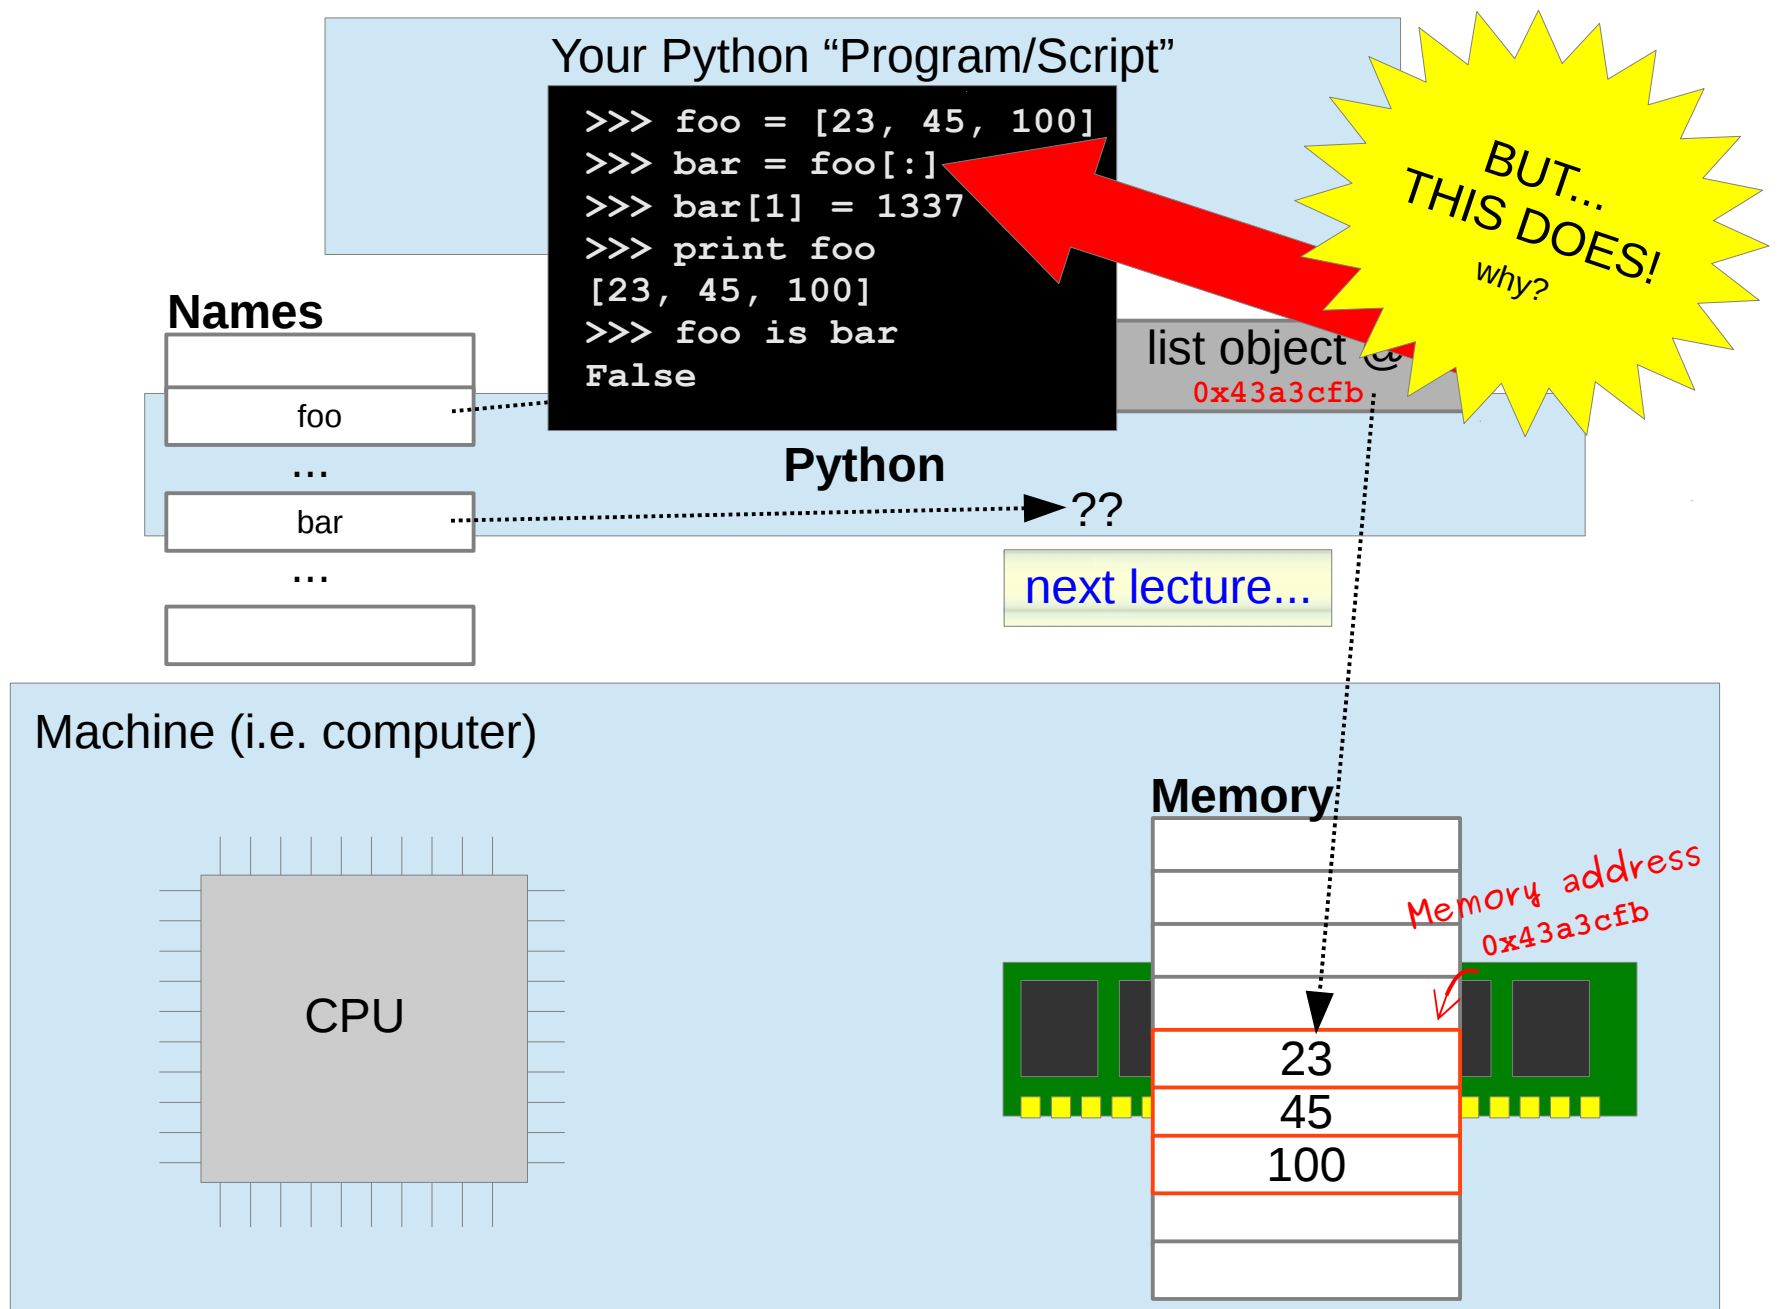 Your Python “Program/Script”
>>> foo = [23, 45, 100]
>>> bar = foo[:]
>>> bar[1] = 1337
>>> print foo
[23, 45, 100]
>>> foo is bar
False
BUT...
THIS DOES!
why?
Names
foo
...
bar
...
list object @
0x43a3cfb
Python
??
next lecture...
Machine (i.e. computer)
CPU
Memory
Memory address
0x43a3cfb
23
45
100